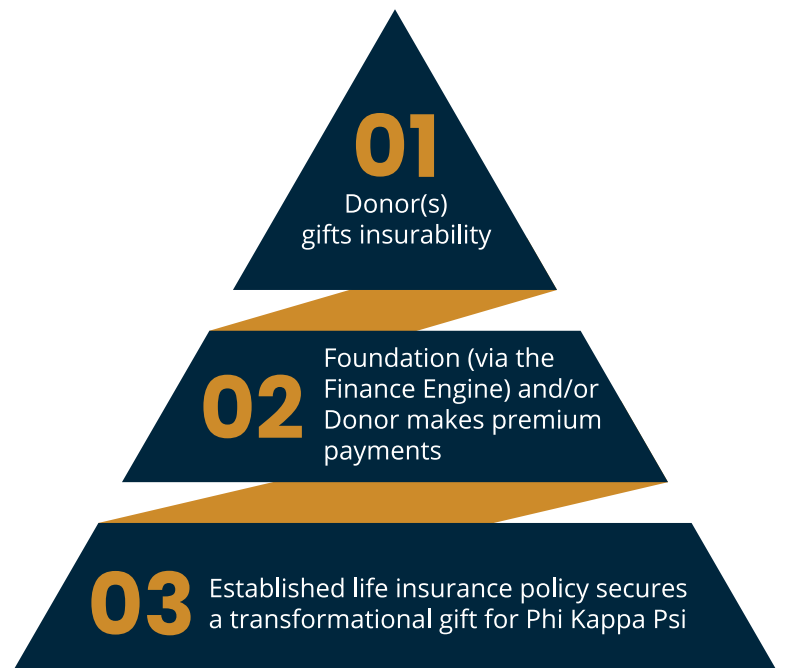 01
Donor(s)
gifts insurability
02
Foundation (via the
Finance Engine) and/or
Donor makes premium
payments
03
Established life insurance policy secures
a transformational gift for Phi Kappa Psi